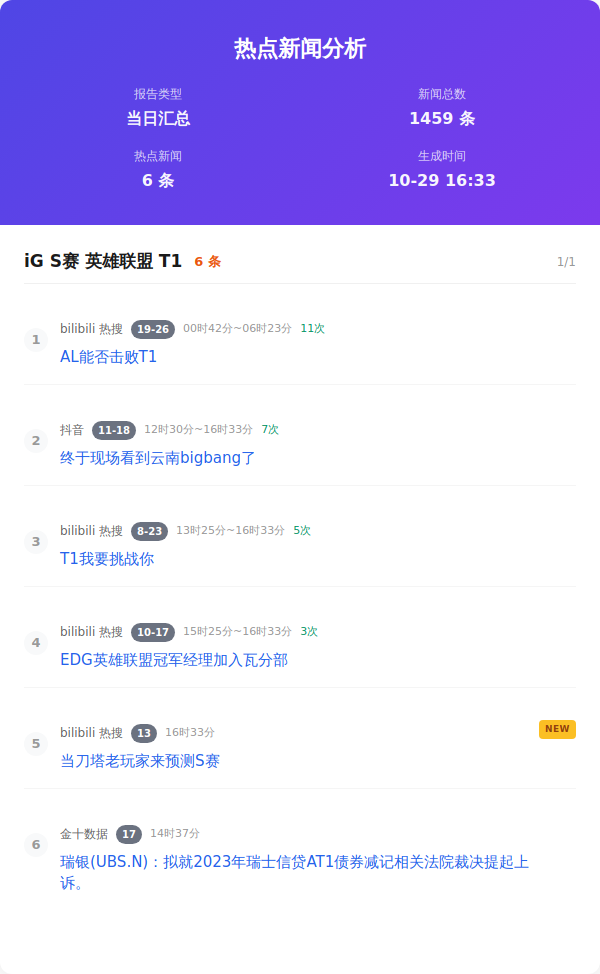 热点新闻分析
报告类型
新闻总数
当日汇总
1459 条
热点新闻
生成时间
6 条
10-29 16:33
iG S赛 英雄联盟 T1 6 条 1/1
1
bilibili 热搜 19-26 00时42分~06时23分 11次
AL能否击败T1
2
抖音 11-18 12时30分~16时33分 7次
终于现场看到云南bigbang了
3
bilibili 热搜 8-23 13时25分~16时33分 5次
T1我要挑战你
4
bilibili 热搜 10-17 15时25分~16时33分 3次
EDG英雄联盟冠军经理加入瓦分部
5
bilibili 热搜 13 16时33分 NEW
当刀塔老玩家来预测S赛
6
金十数据 17 14时37分
瑞银(UBS.N)：拟就2023年瑞士信贷AT1债券减记相关法院裁决提起上
诉。